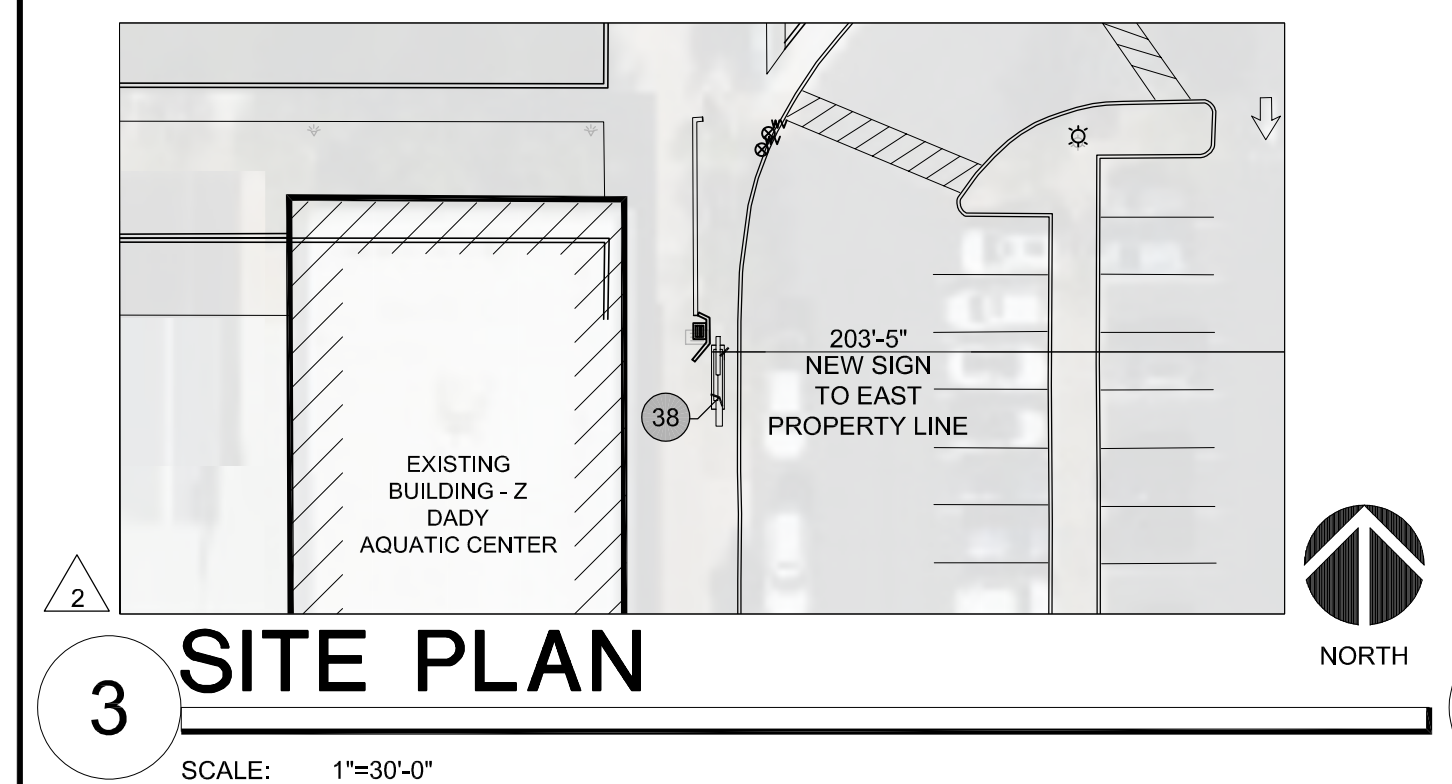 WV
203'-5"
NEW SIGN
TO EAST
PROPERTY LINE
38
EXISTING
BUILDING - Z
DADY
AQUATIC CENTER
2
NORTH
3
SITE PLAN
SCALE: 1"=30'-0"